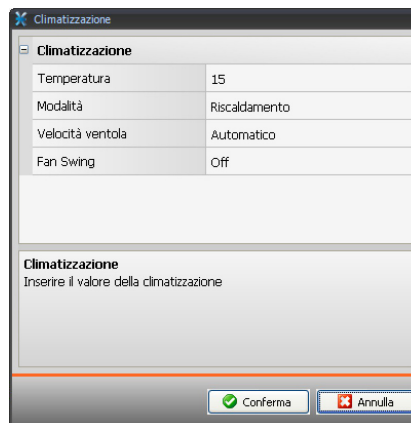 Climatizzazione
Climatizzazione
Temperatura 15
Modalità Riscaldamento
Velocità ventola Automatico
Fan Swing Off
Climatizzazione
Inserire il valore della climatizzazione
Conferma Annulla